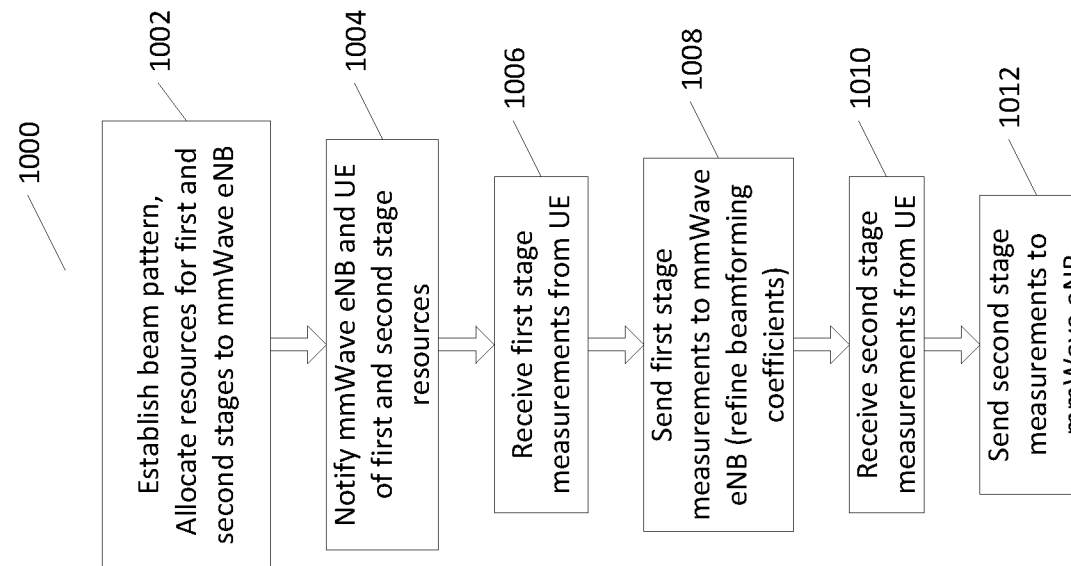 1000
1002
Establish beam pattern,
Allocate resources for first and
second stages to mmWave eNB
1004
Notify mmWave eNB and UE
of first and second stage
resources
1006
Receive first stage
measurements from UE
1008
Send first stage
measurements to mmWave
eNB (refine beamforming
coefficients)
1010
Receive second stage
measurements from UE
1012
Send second stage
measurements to
mmWave eNB